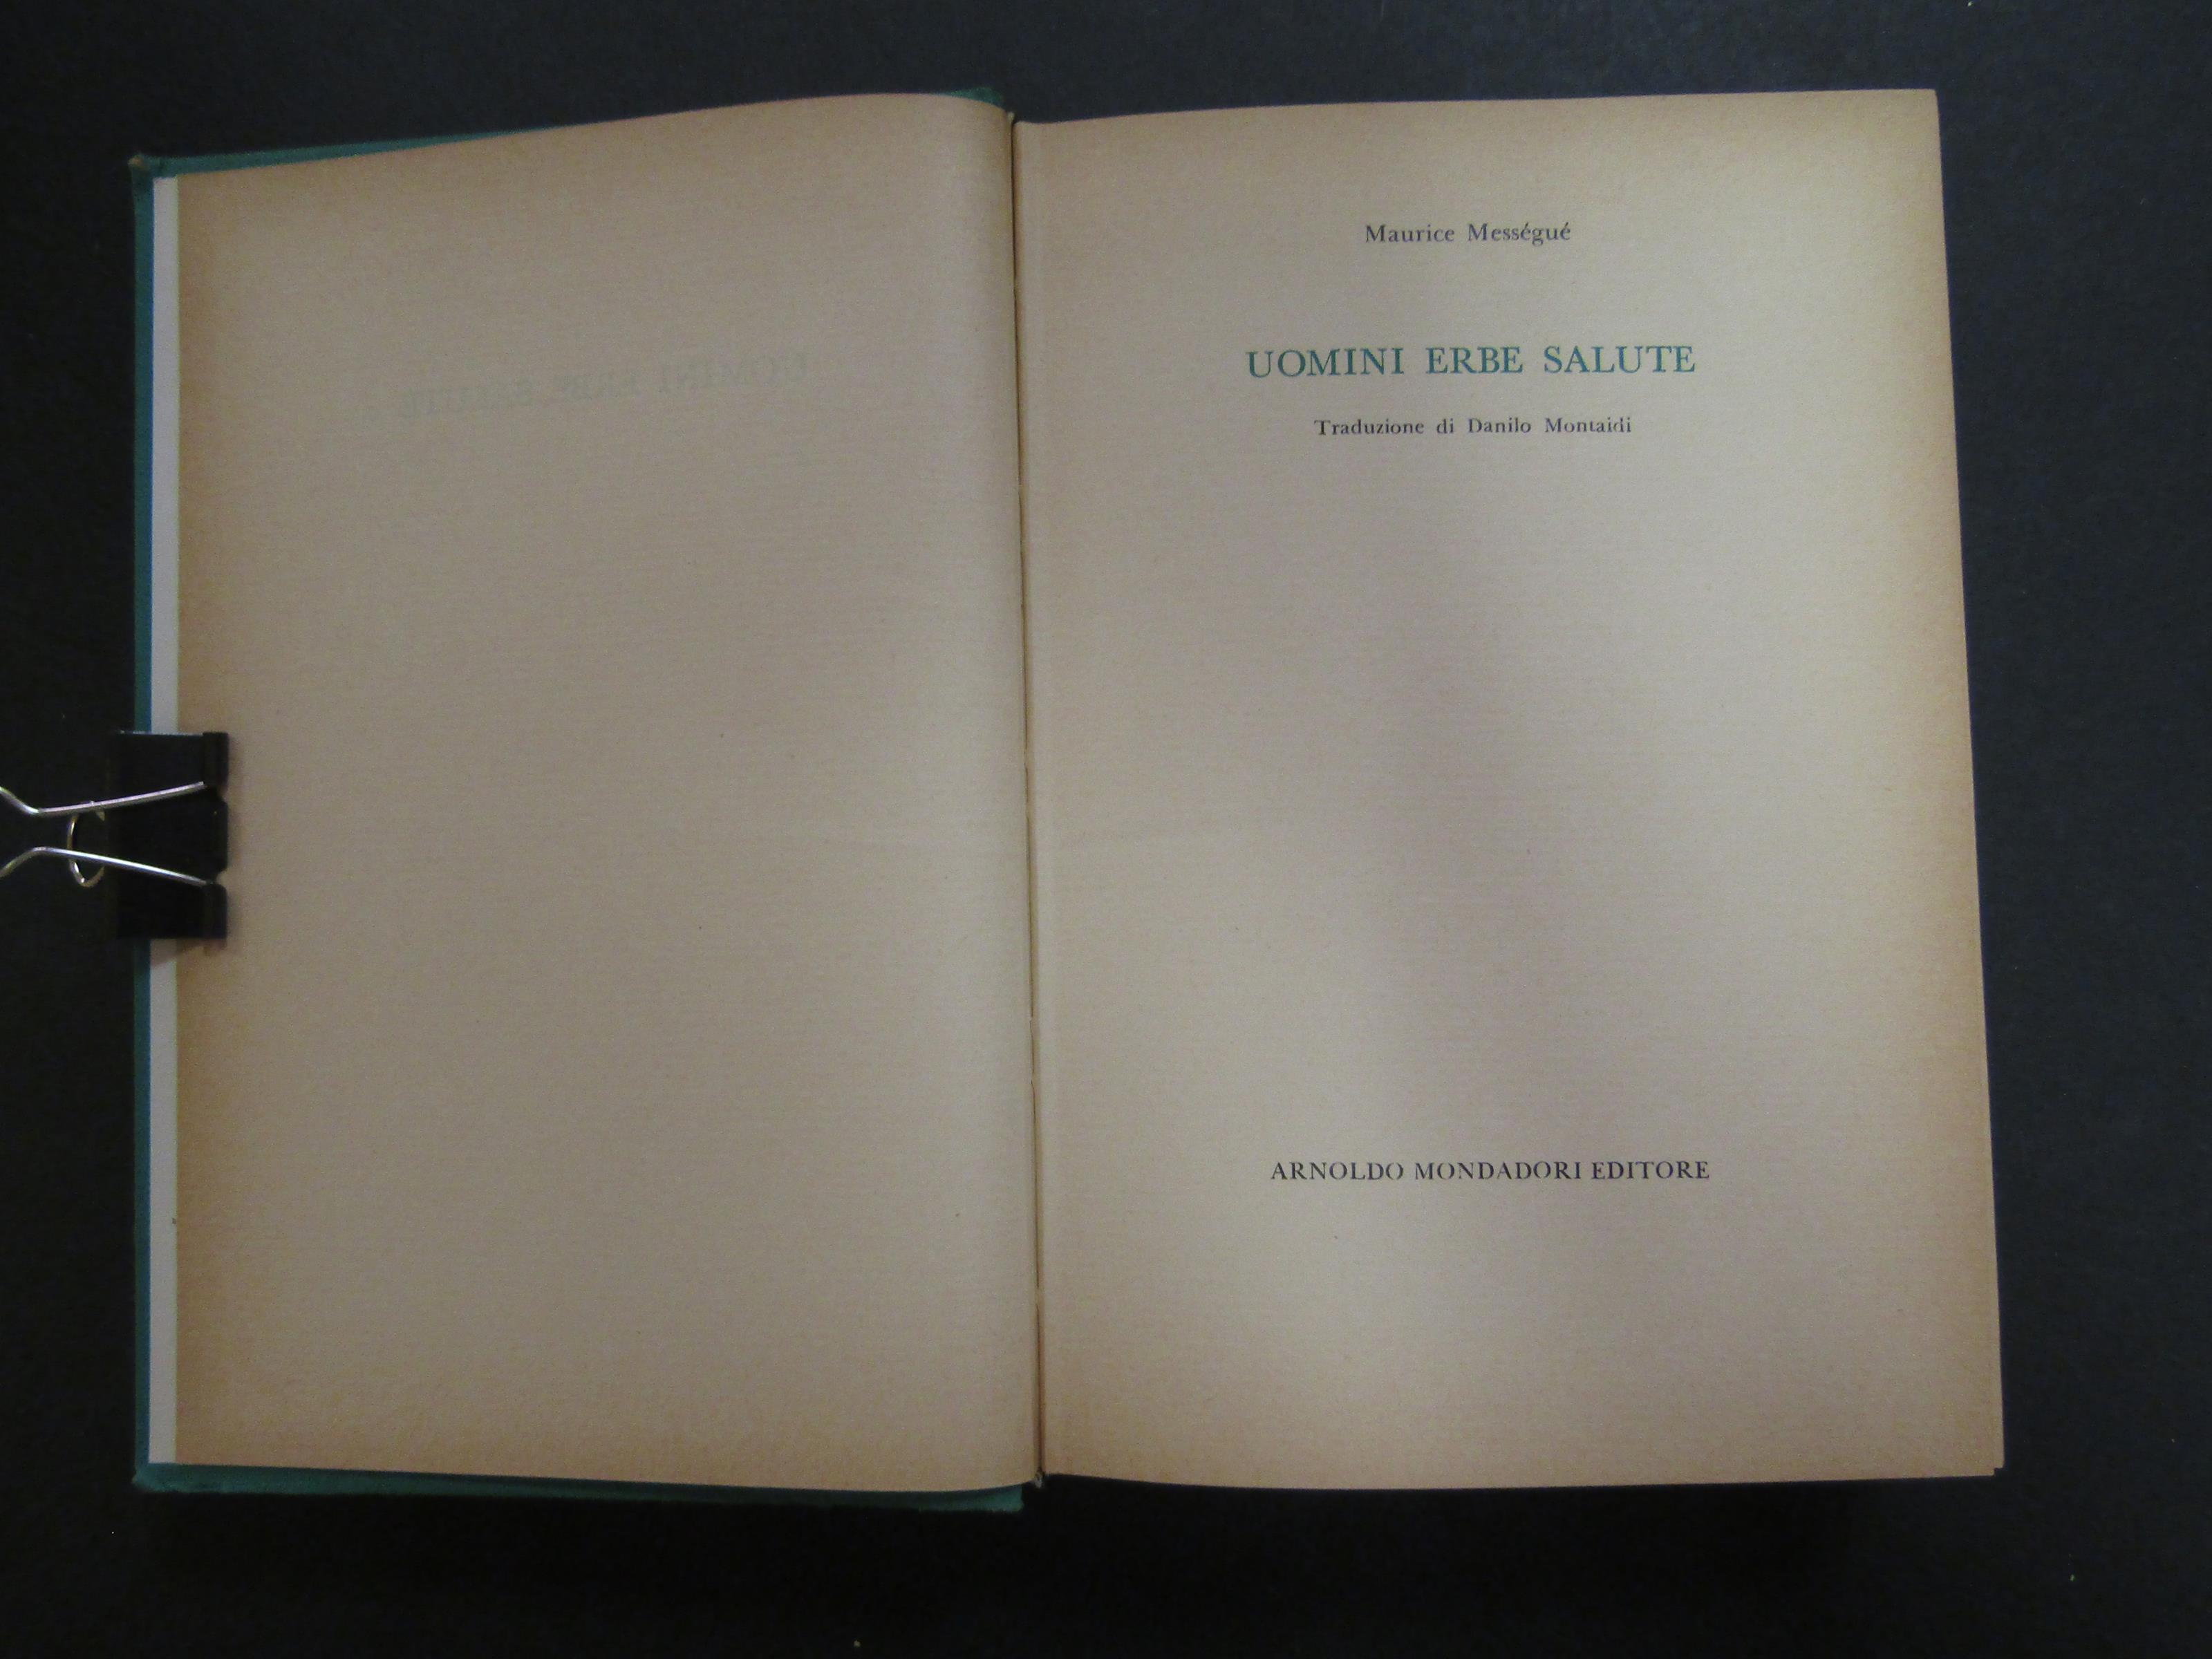 Maurice Mességué
UOMINI ERBE SALUTE
Traduzione di Danilo Montaldi
ARNOLDO MONDADORI EDITORE